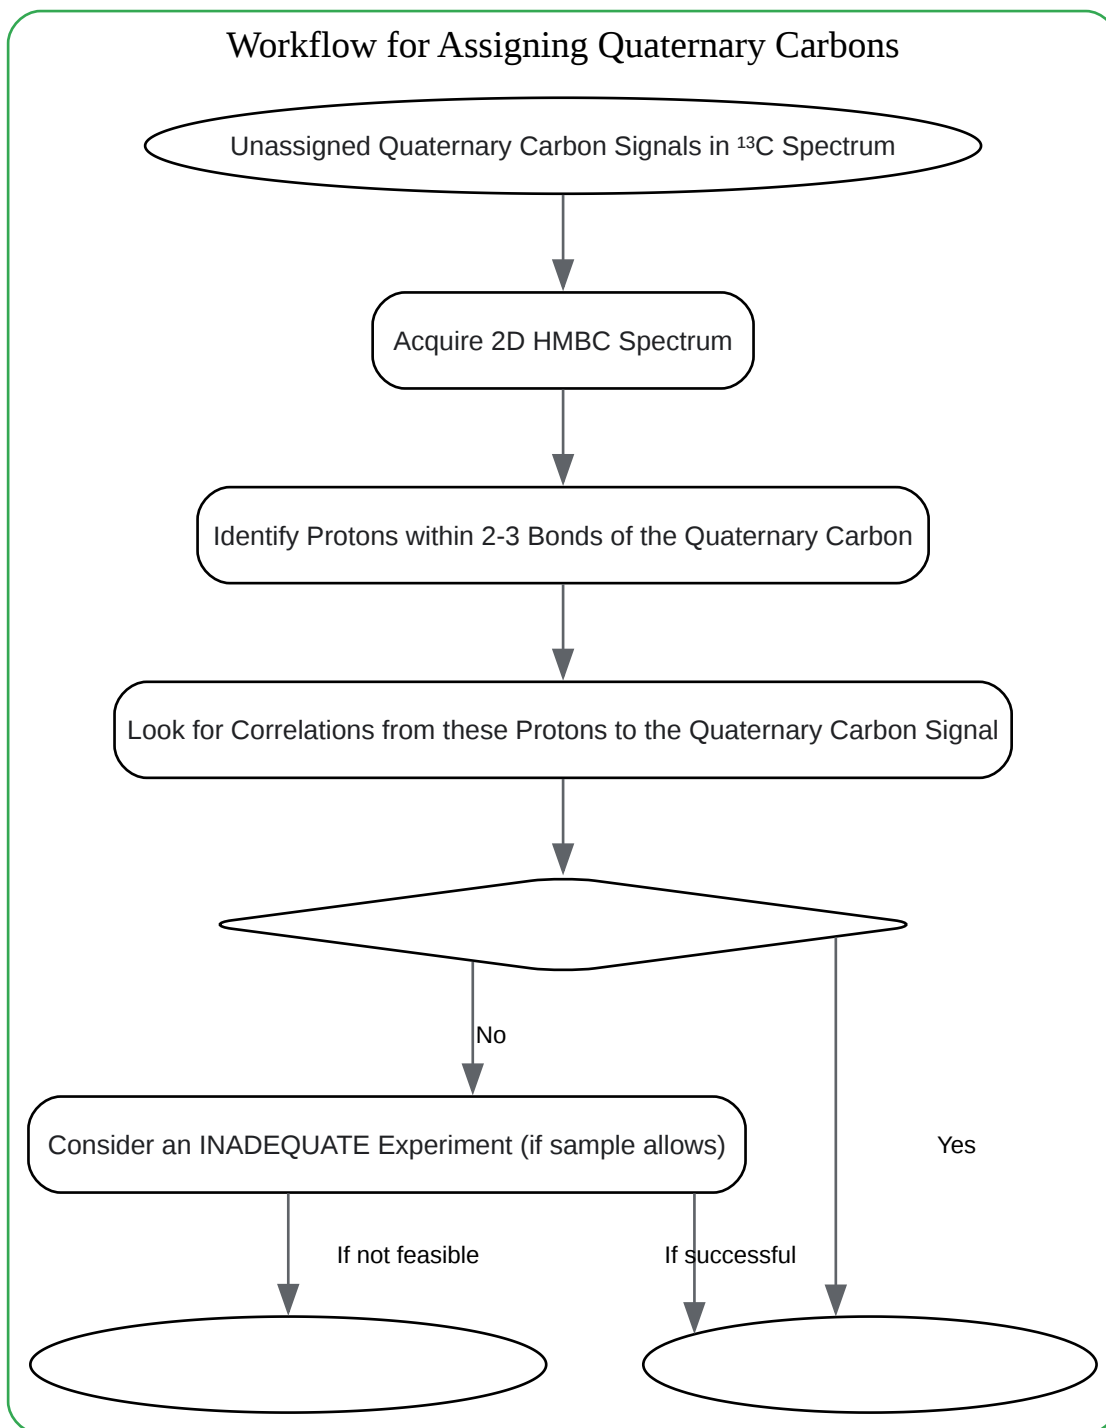 Workflow for Assigning Quaternary Carbons
Unassigned Quaternary Carbon Signals in ¹³C Spectrum
Acquire 2D HMBC Spectrum
Identify Protons within 2-3 Bonds of the Quaternary Carbon
Look for Correlations from these Protons to the Quaternary Carbon Signal
No
Consider an INADEQUATE Experiment (if sample allows)
Yes
If not feasible
If successful